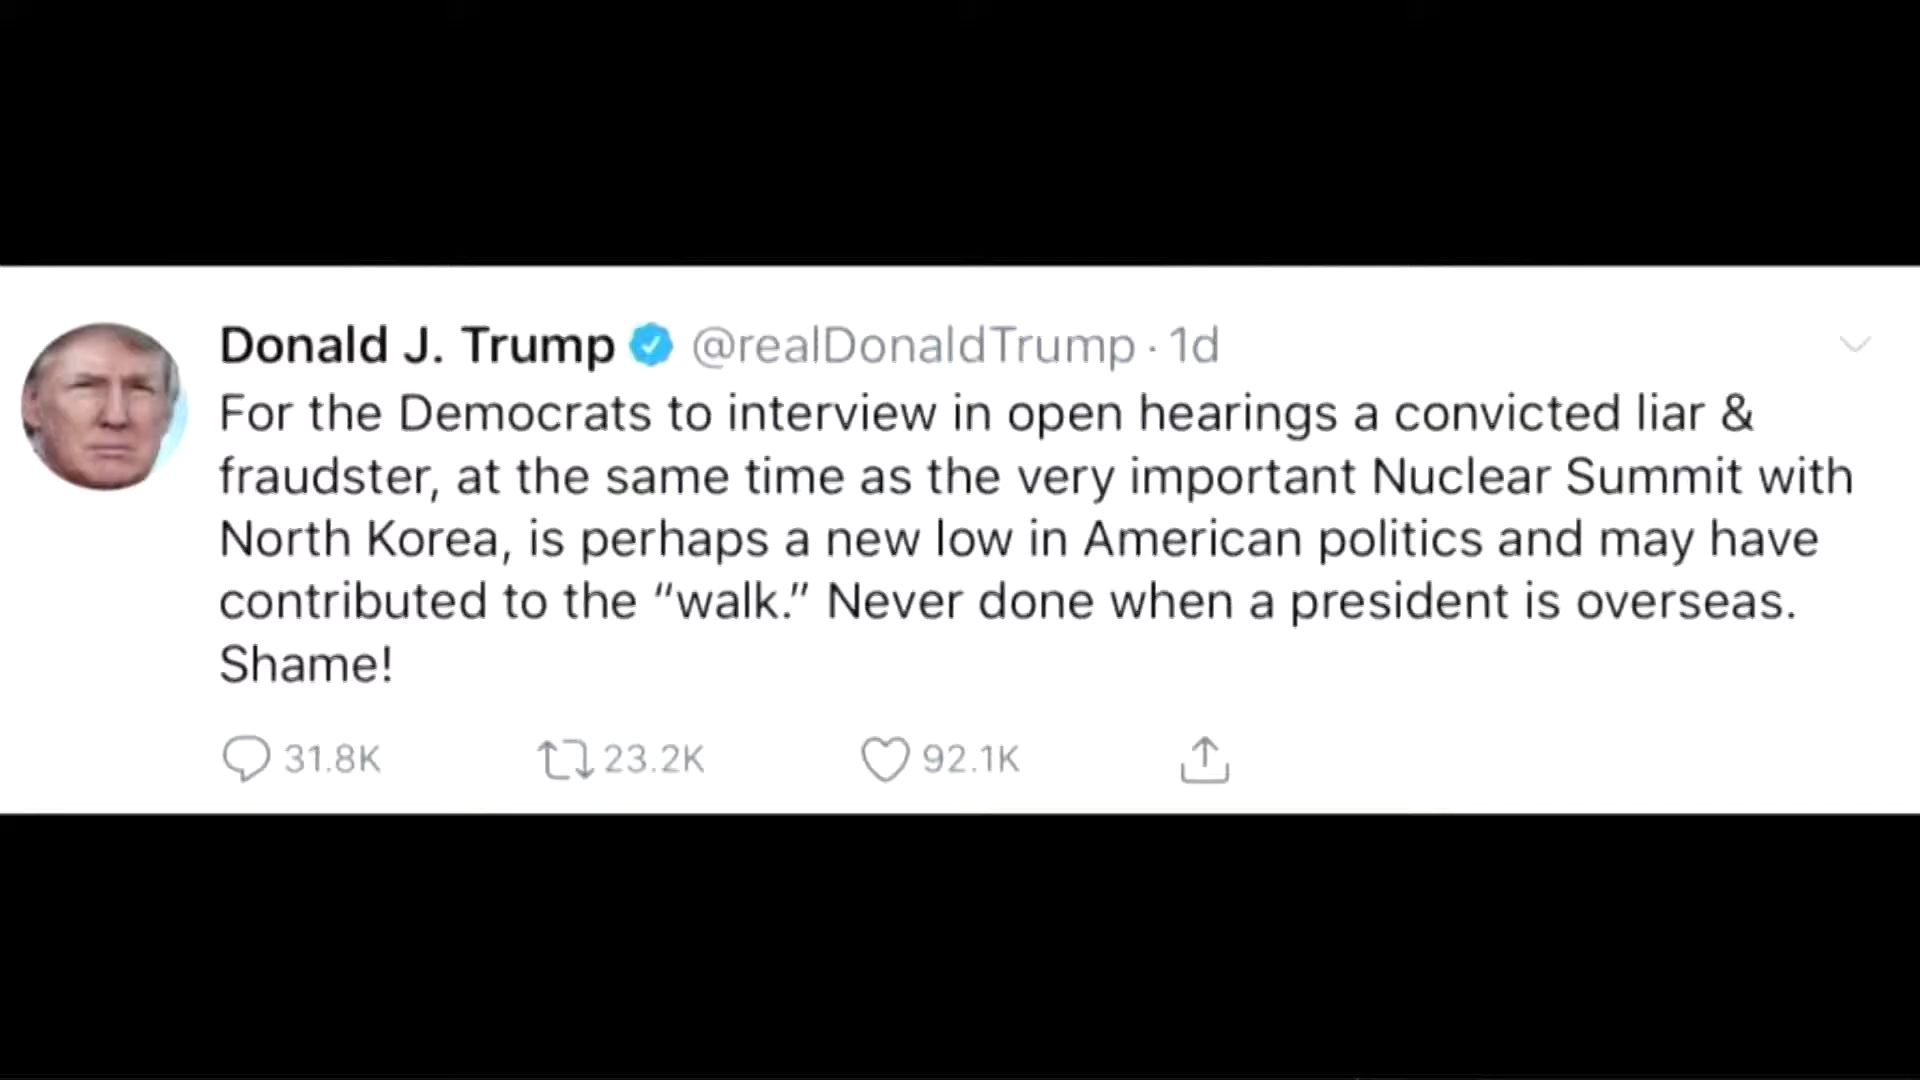 Donald J. Trump @realDonaldTrump · 1d
For the Democrats to interview in open hearings a convicted liar &
fraudster, at the same time as the very important Nuclear Summit with
North Korea, is perhaps a new low in American politics and may have
contributed to the “walk.” Never done when a president is overseas.
Shame!
31.8K 23.2K 92.1K